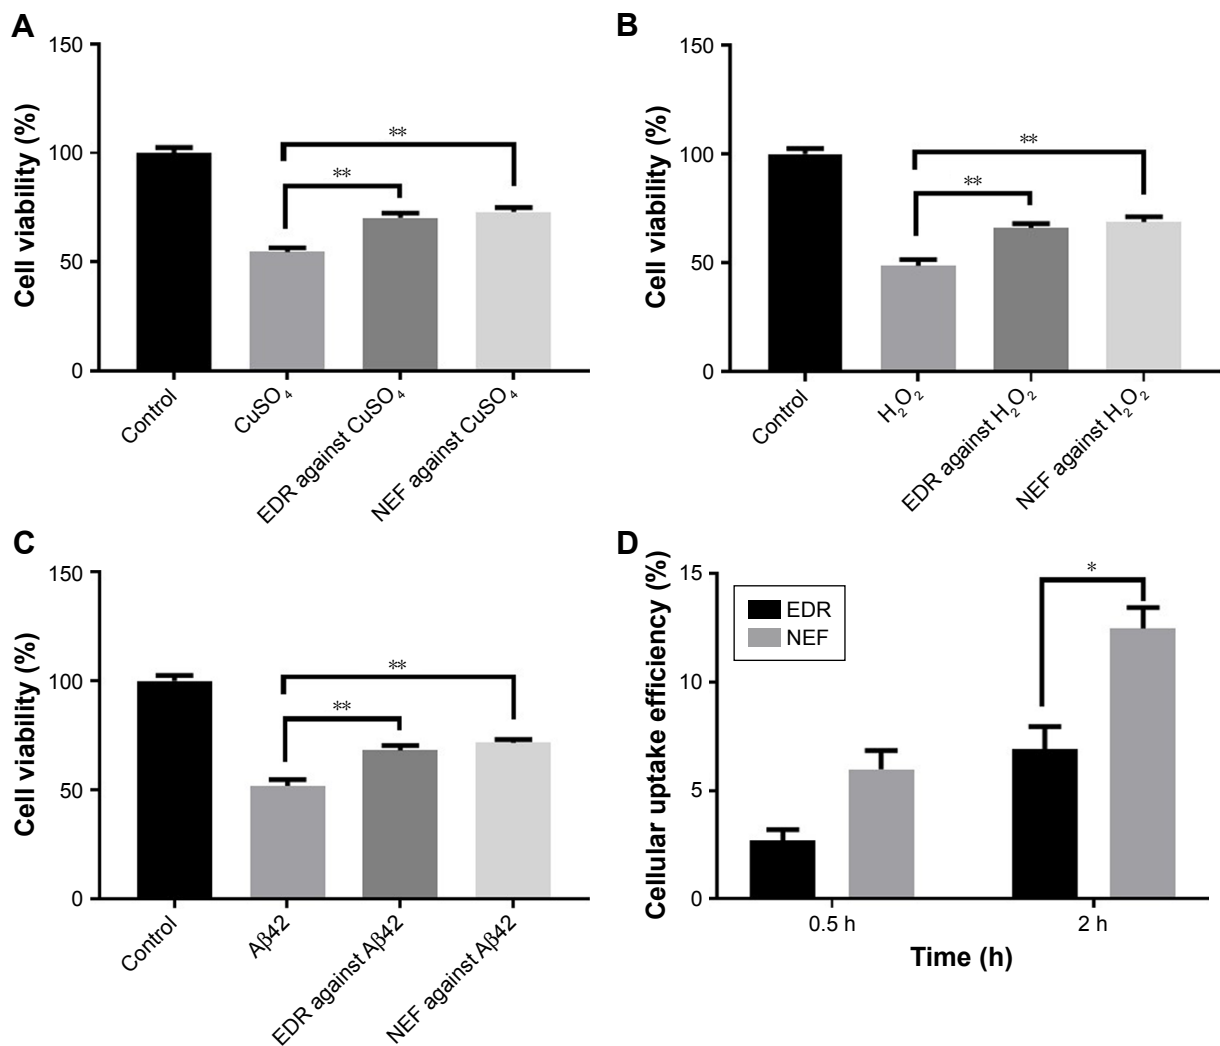 A
Cell viability (%)
150
100
50
0
**
**
Control
CuSO₄
EDR against CuSO₄
NEF against CuSO₄
B
Cell viability (%)
150
100
50
0
**
**
Control
H₂O₂
EDR against H₂O₂
NEF against H₂O₂
C
Cell viability (%)
150
100
50
0
**
**
Control
Aβ42
EDR against Aβ42
NEF against Aβ42
D
Cellular uptake efficiency (%)
15
10
5
0
EDR
NEF
*
0.5 h
2 h
Time (h)